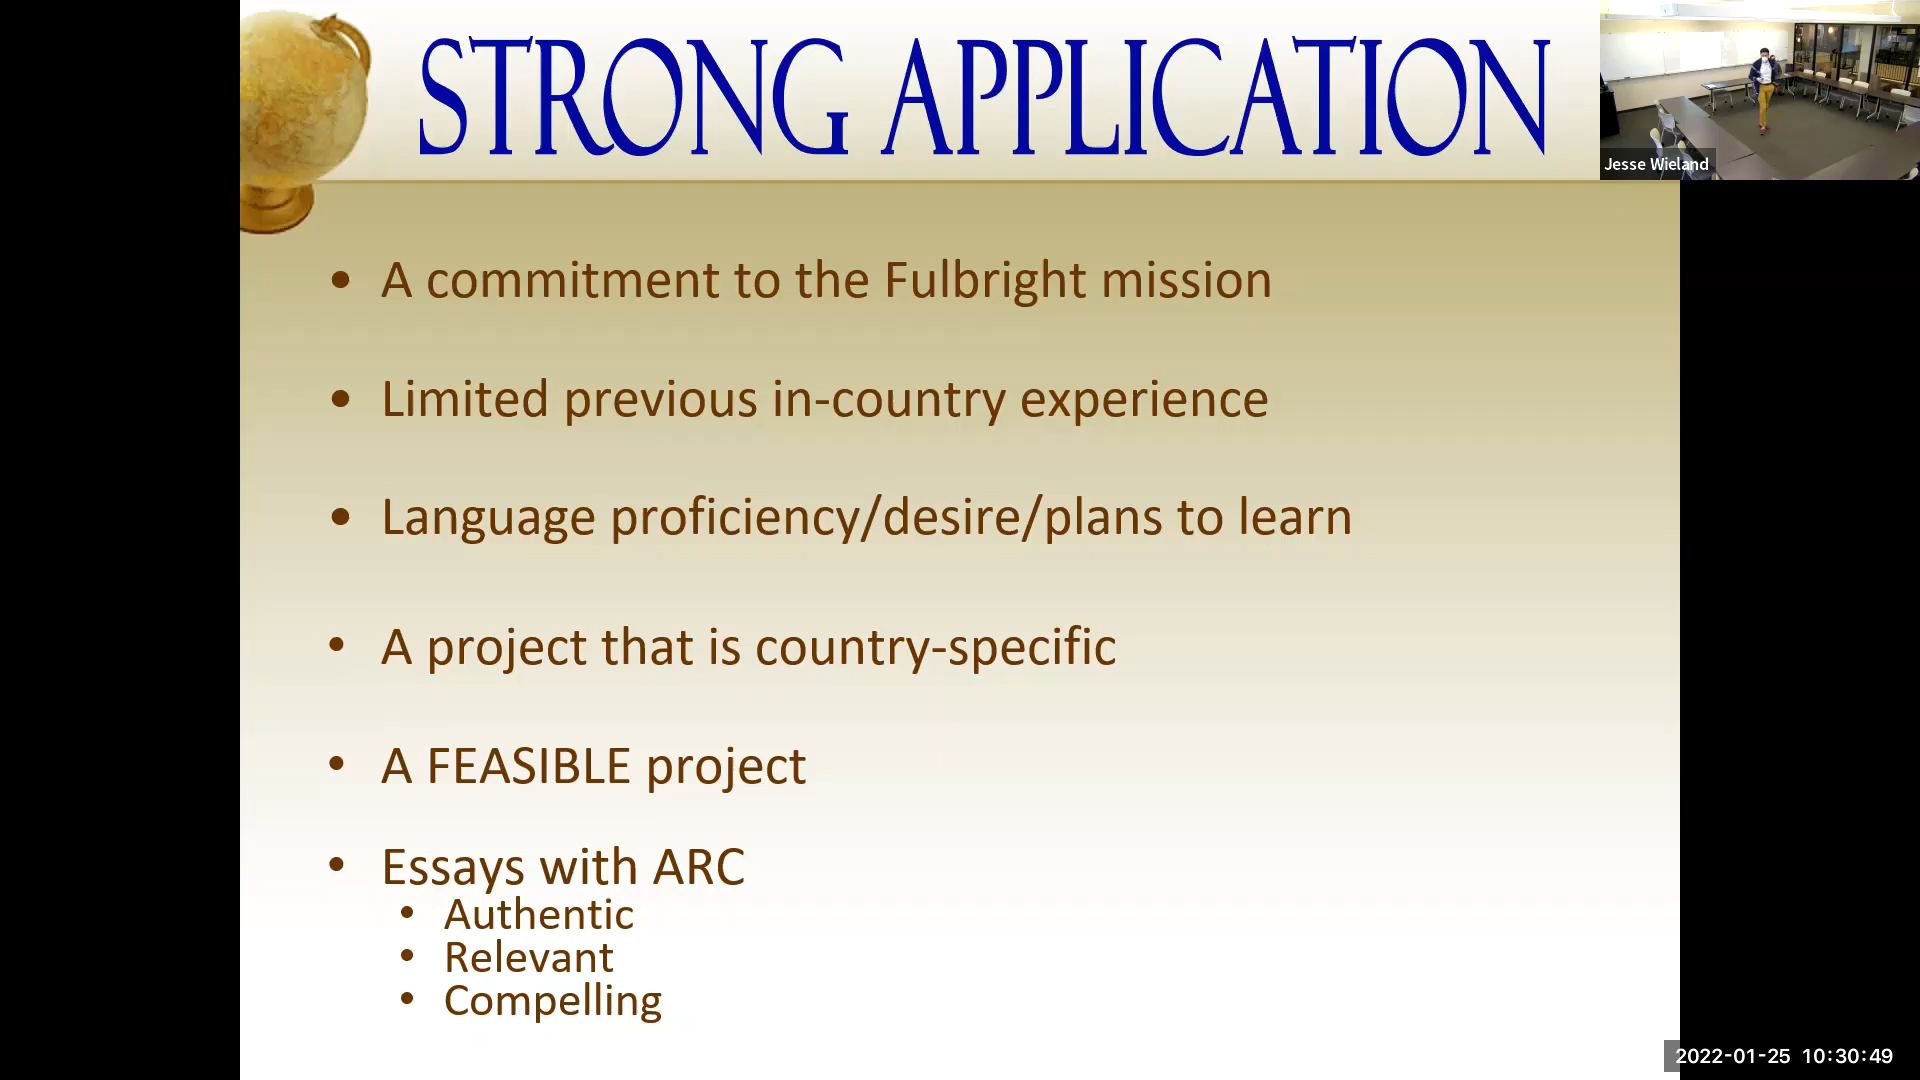 STRONG APPLICATION
Jesse Wieland
• A commitment to the Fulbright mission
• Limited previous in-country experience
• Language proficiency/desire/plans to learn
• A project that is country-specific
• A FEASIBLE project
• Essays with ARC
• Authentic
• Relevant
• Compelling
2022-01-25 10:30:49